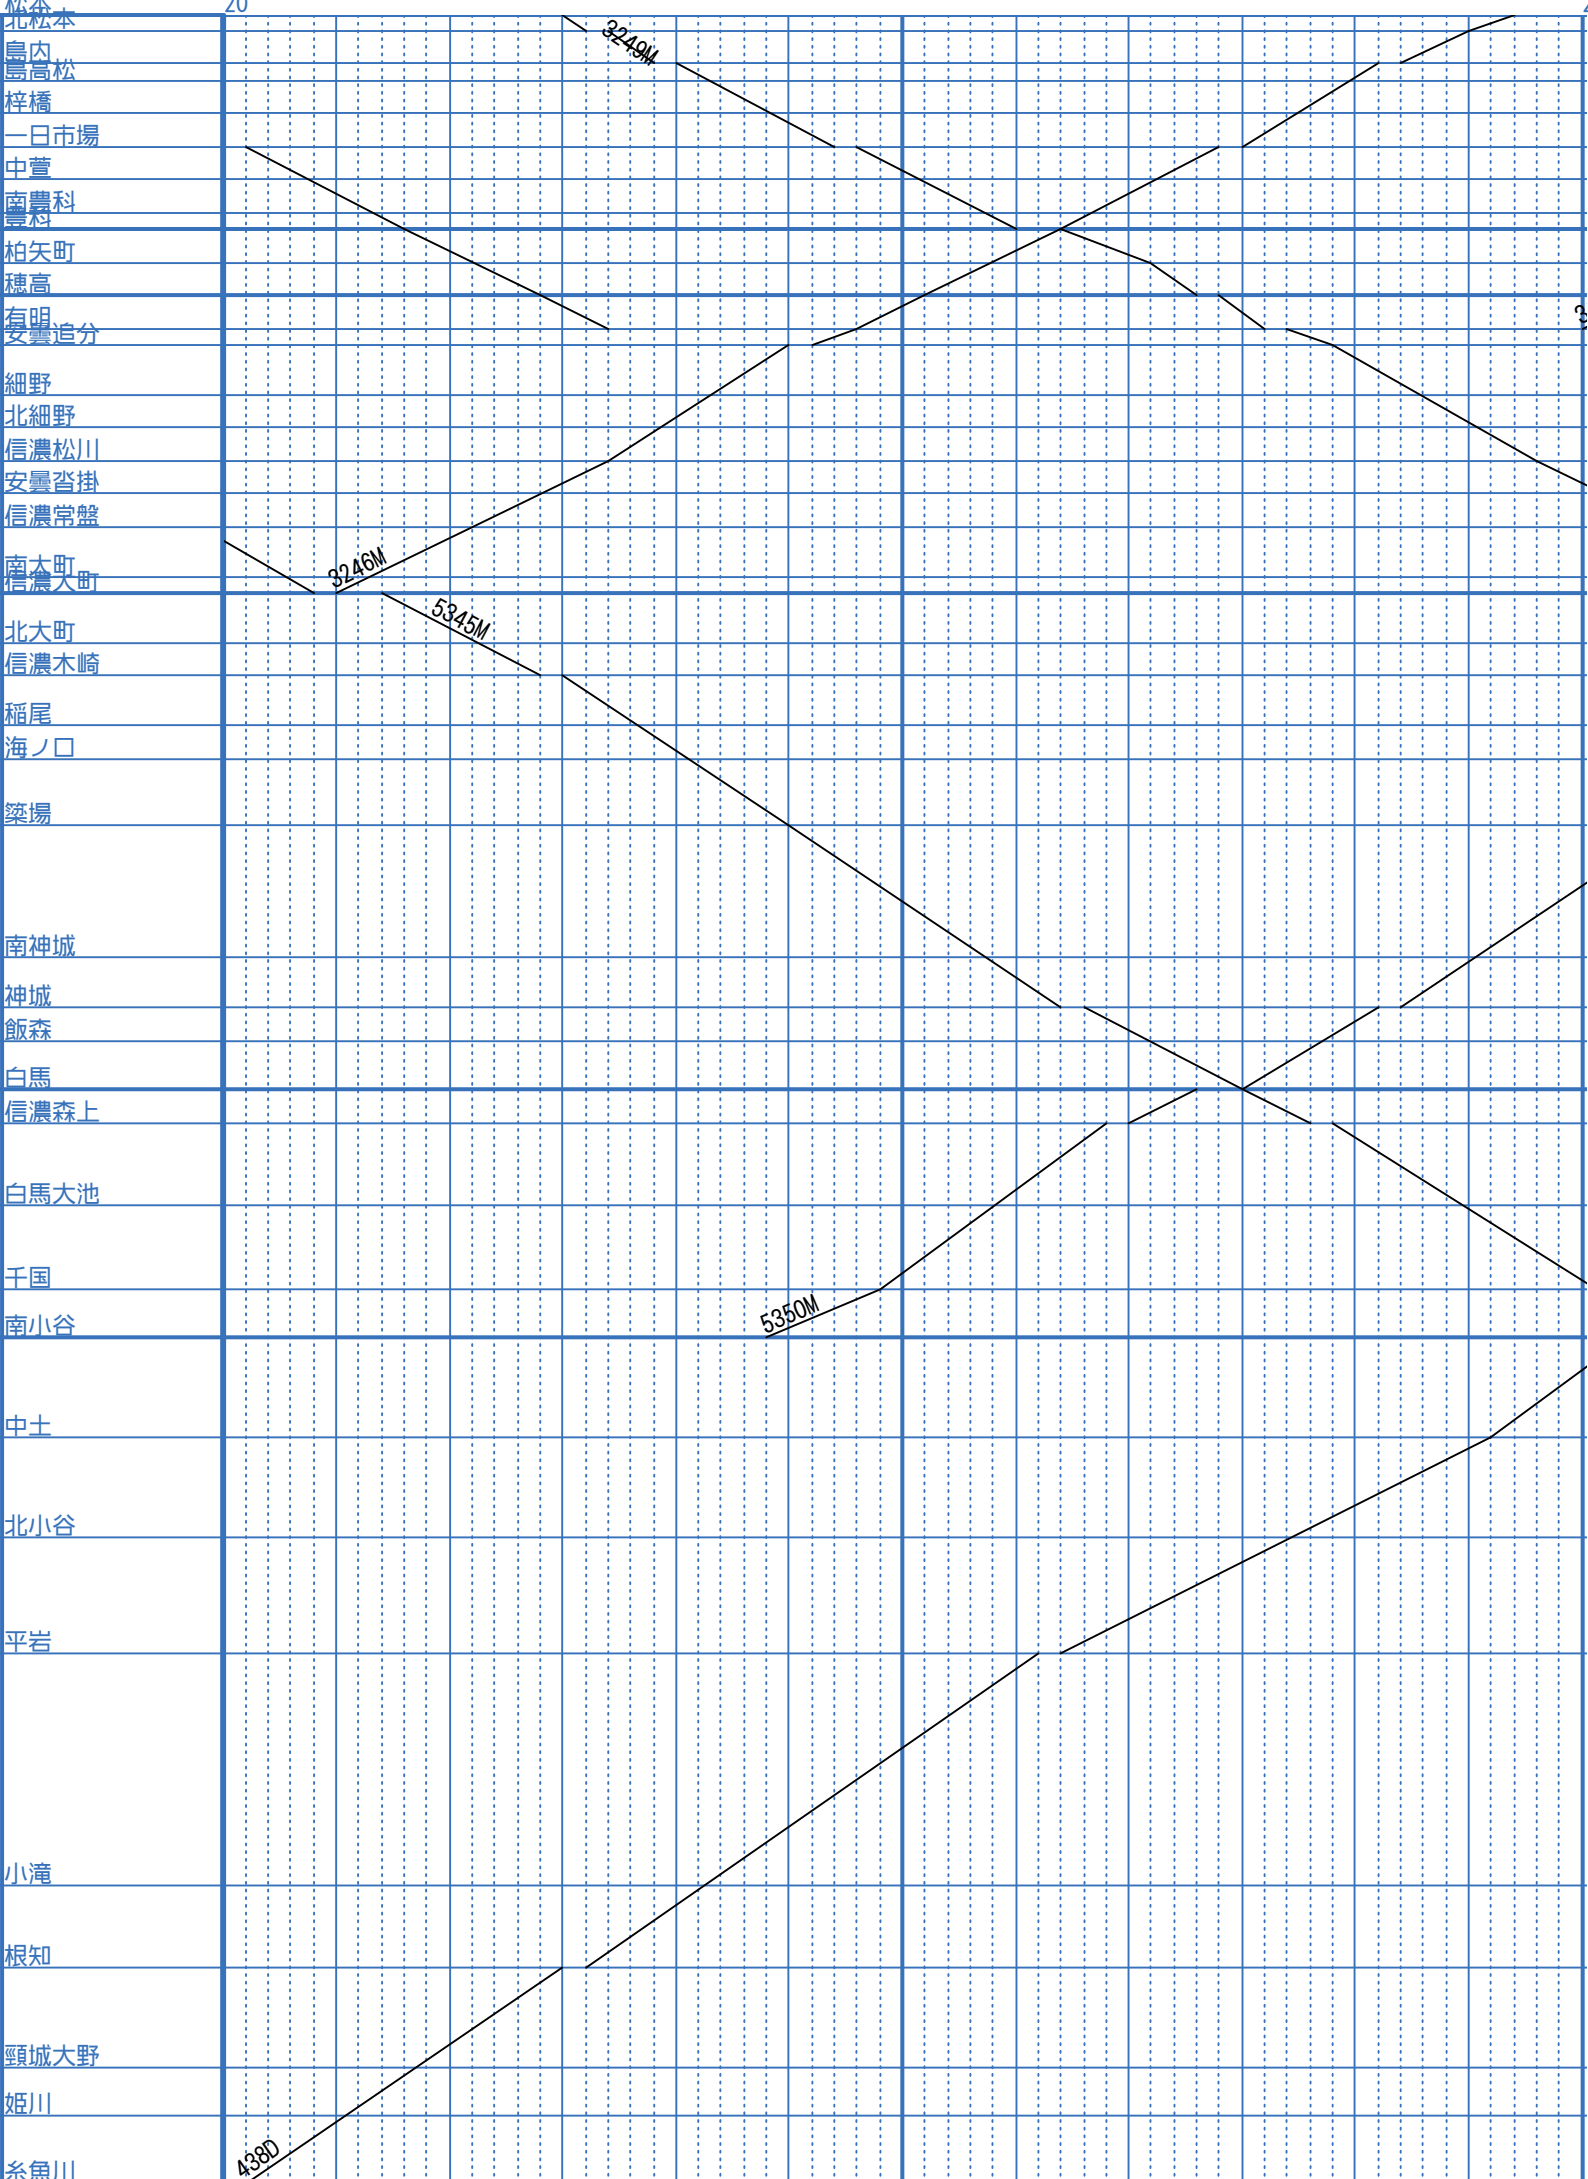 松本
20
北松本
3249M
島内
島高松
梓橋
一日市場
中萱
南豊科
豊科
柏矢町
穂高
有明
安曇追分
細野
北細野
信濃松川
安曇沓掛
信濃常盤
3246M
南大町
信濃大町
5345M
北大町
信濃木崎
稲尾
海ノ口
簗場
南神城
神城
飯森
白馬
信濃森上
白馬大池
千国
5350M
南小谷
中土
北小谷
平岩
小滝
根知
頸城大野
姫川
438D
糸魚川